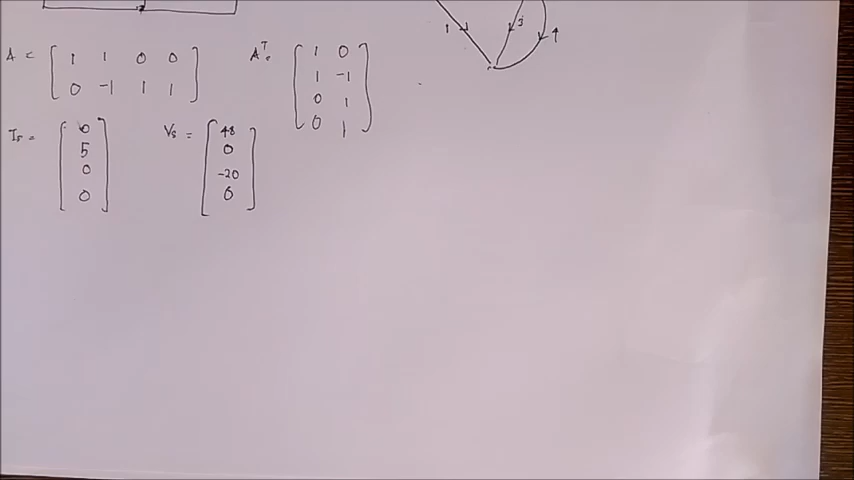 1 3 4
A = [ 1 1 0 0 ] A^T = [ 1 0 ]
[ 0 -1 1 1 ] [ 1 -1 ]
[ 0 1 ]
[ 0 1 ]
Is = [ 0 ] Vs = [ 48 ]
[ 5 ] [ 0 ]
[ 0 ] [ -20 ]
[ 0 ] [ 0 ]